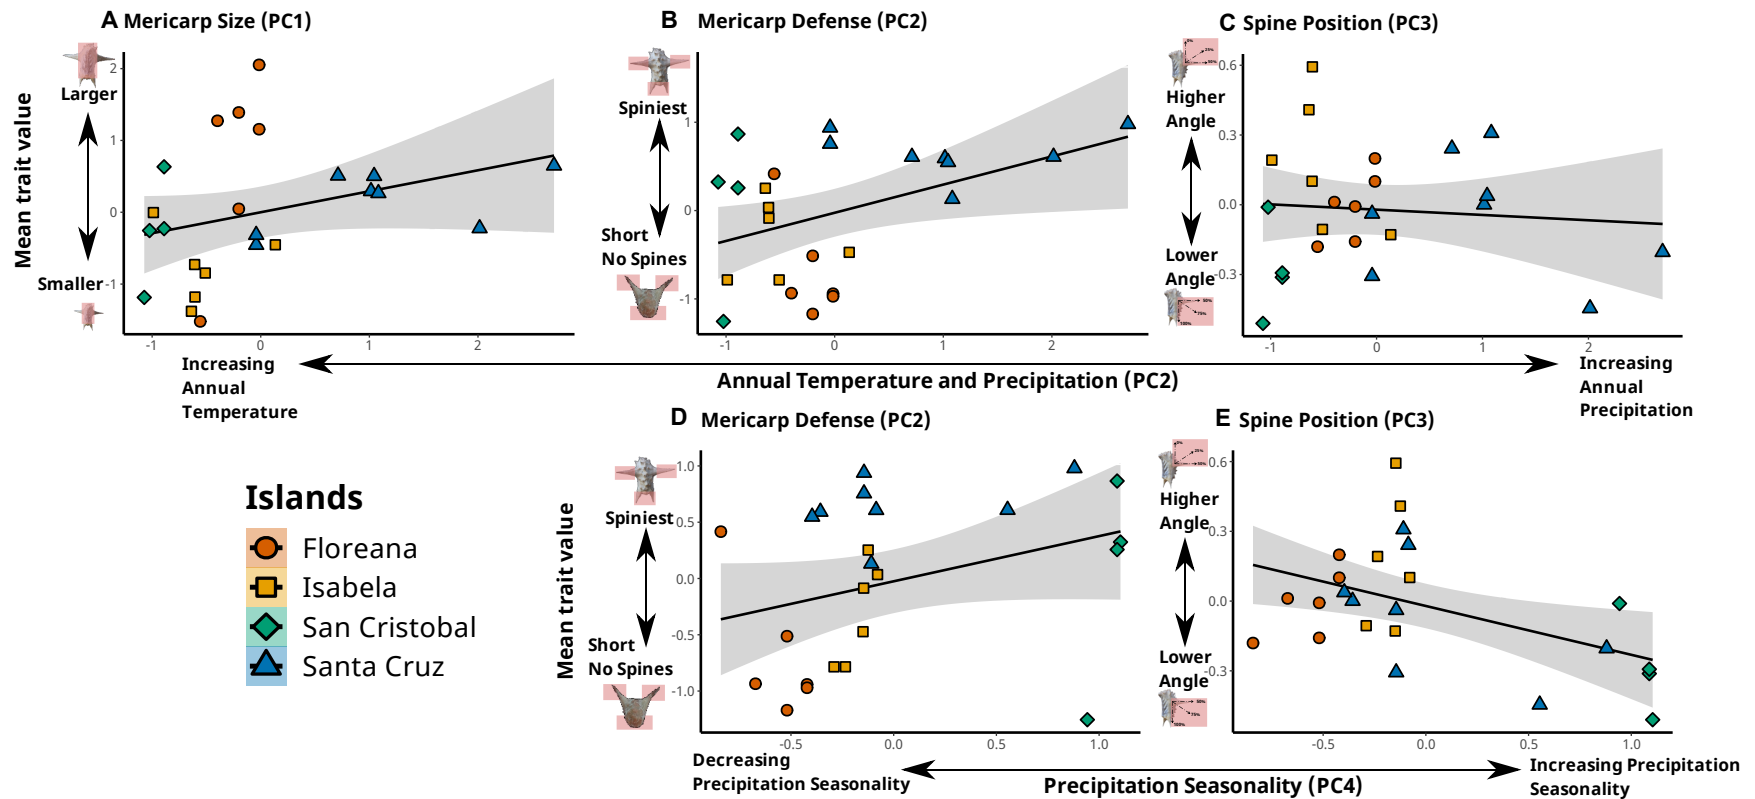 A Mericarp Size (PC1)
B Mericarp Defense (PC2)
C Spine Position (PC3)
Mean trait value
Larger
Smaller
2
1
0
-1
-1 0 1 2
Spiniest
Short
No Spines
1
0
-1
-1 0 1 2
Higher
Angle
Lower
Angle
0.6
0.3
0.0
-0.3
-1 0 1 2
Increasing
Annual
Temperature
Annual Temperature and Precipitation (PC2)
Increasing
Annual
Precipitation
D Mericarp Defense (PC2)
E Spine Position (PC3)
Islands
Floreana
Isabela
San Cristobal
Santa Cruz
Mean trait value
Spiniest
Short
No Spines
1.0
0.5
0.0
-0.5
-1.0
-0.5 0.0 0.5 1.0
Higher
Angle
Lower
Angle
0.6
0.3
0.0
-0.3
-0.5 0.0 0.5 1.0
Decreasing
Precipitation Seasonality
Precipitation Seasonality (PC4)
Increasing Precipitation
Seasonality